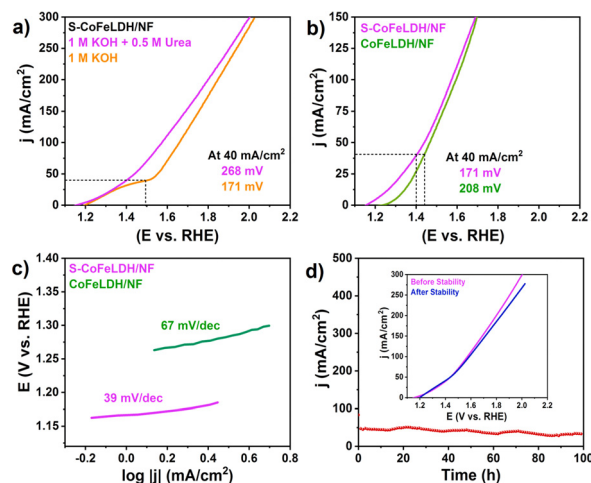 a)
S-CoFeLDH/NF
1 M KOH + 0.5 M Urea
1 M KOH
At 40 mA/cm2
268 mV
171 mV
j (mA/cm2)
300
250
200
150
100
50
0
1.2 1.4 1.6 1.8 2.0 2.2
(E vs. RHE)
b)
S-CoFeLDH/NF
CoFeLDH/NF
At 40 mA/cm2
171 mV
208 mV
j (mA/cm2)
150
125
100
75
50
25
0
1.2 1.4 1.6 1.8 2.0 2.2
(E vs. RHE)
c)
S-CoFeLDH/NF
CoFeLDH/NF
67 mV/dec
39 mV/dec
E (V vs. RHE)
1.40
1.35
1.30
1.25
1.20
1.15
1.10
-0.2 0.0 0.2 0.4 0.6 0.8
log |j| (mA/cm2)
d)
j (mA/cm2)
500
400
300
200
100
0
0 20 40 60 80 100
Time (h)
Before Stability
After Stability
j (mA/cm2)
300
250
200
150
100
50
0
1.2 1.4 1.6 1.8 2.0 2.2
E (V vs. RHE)